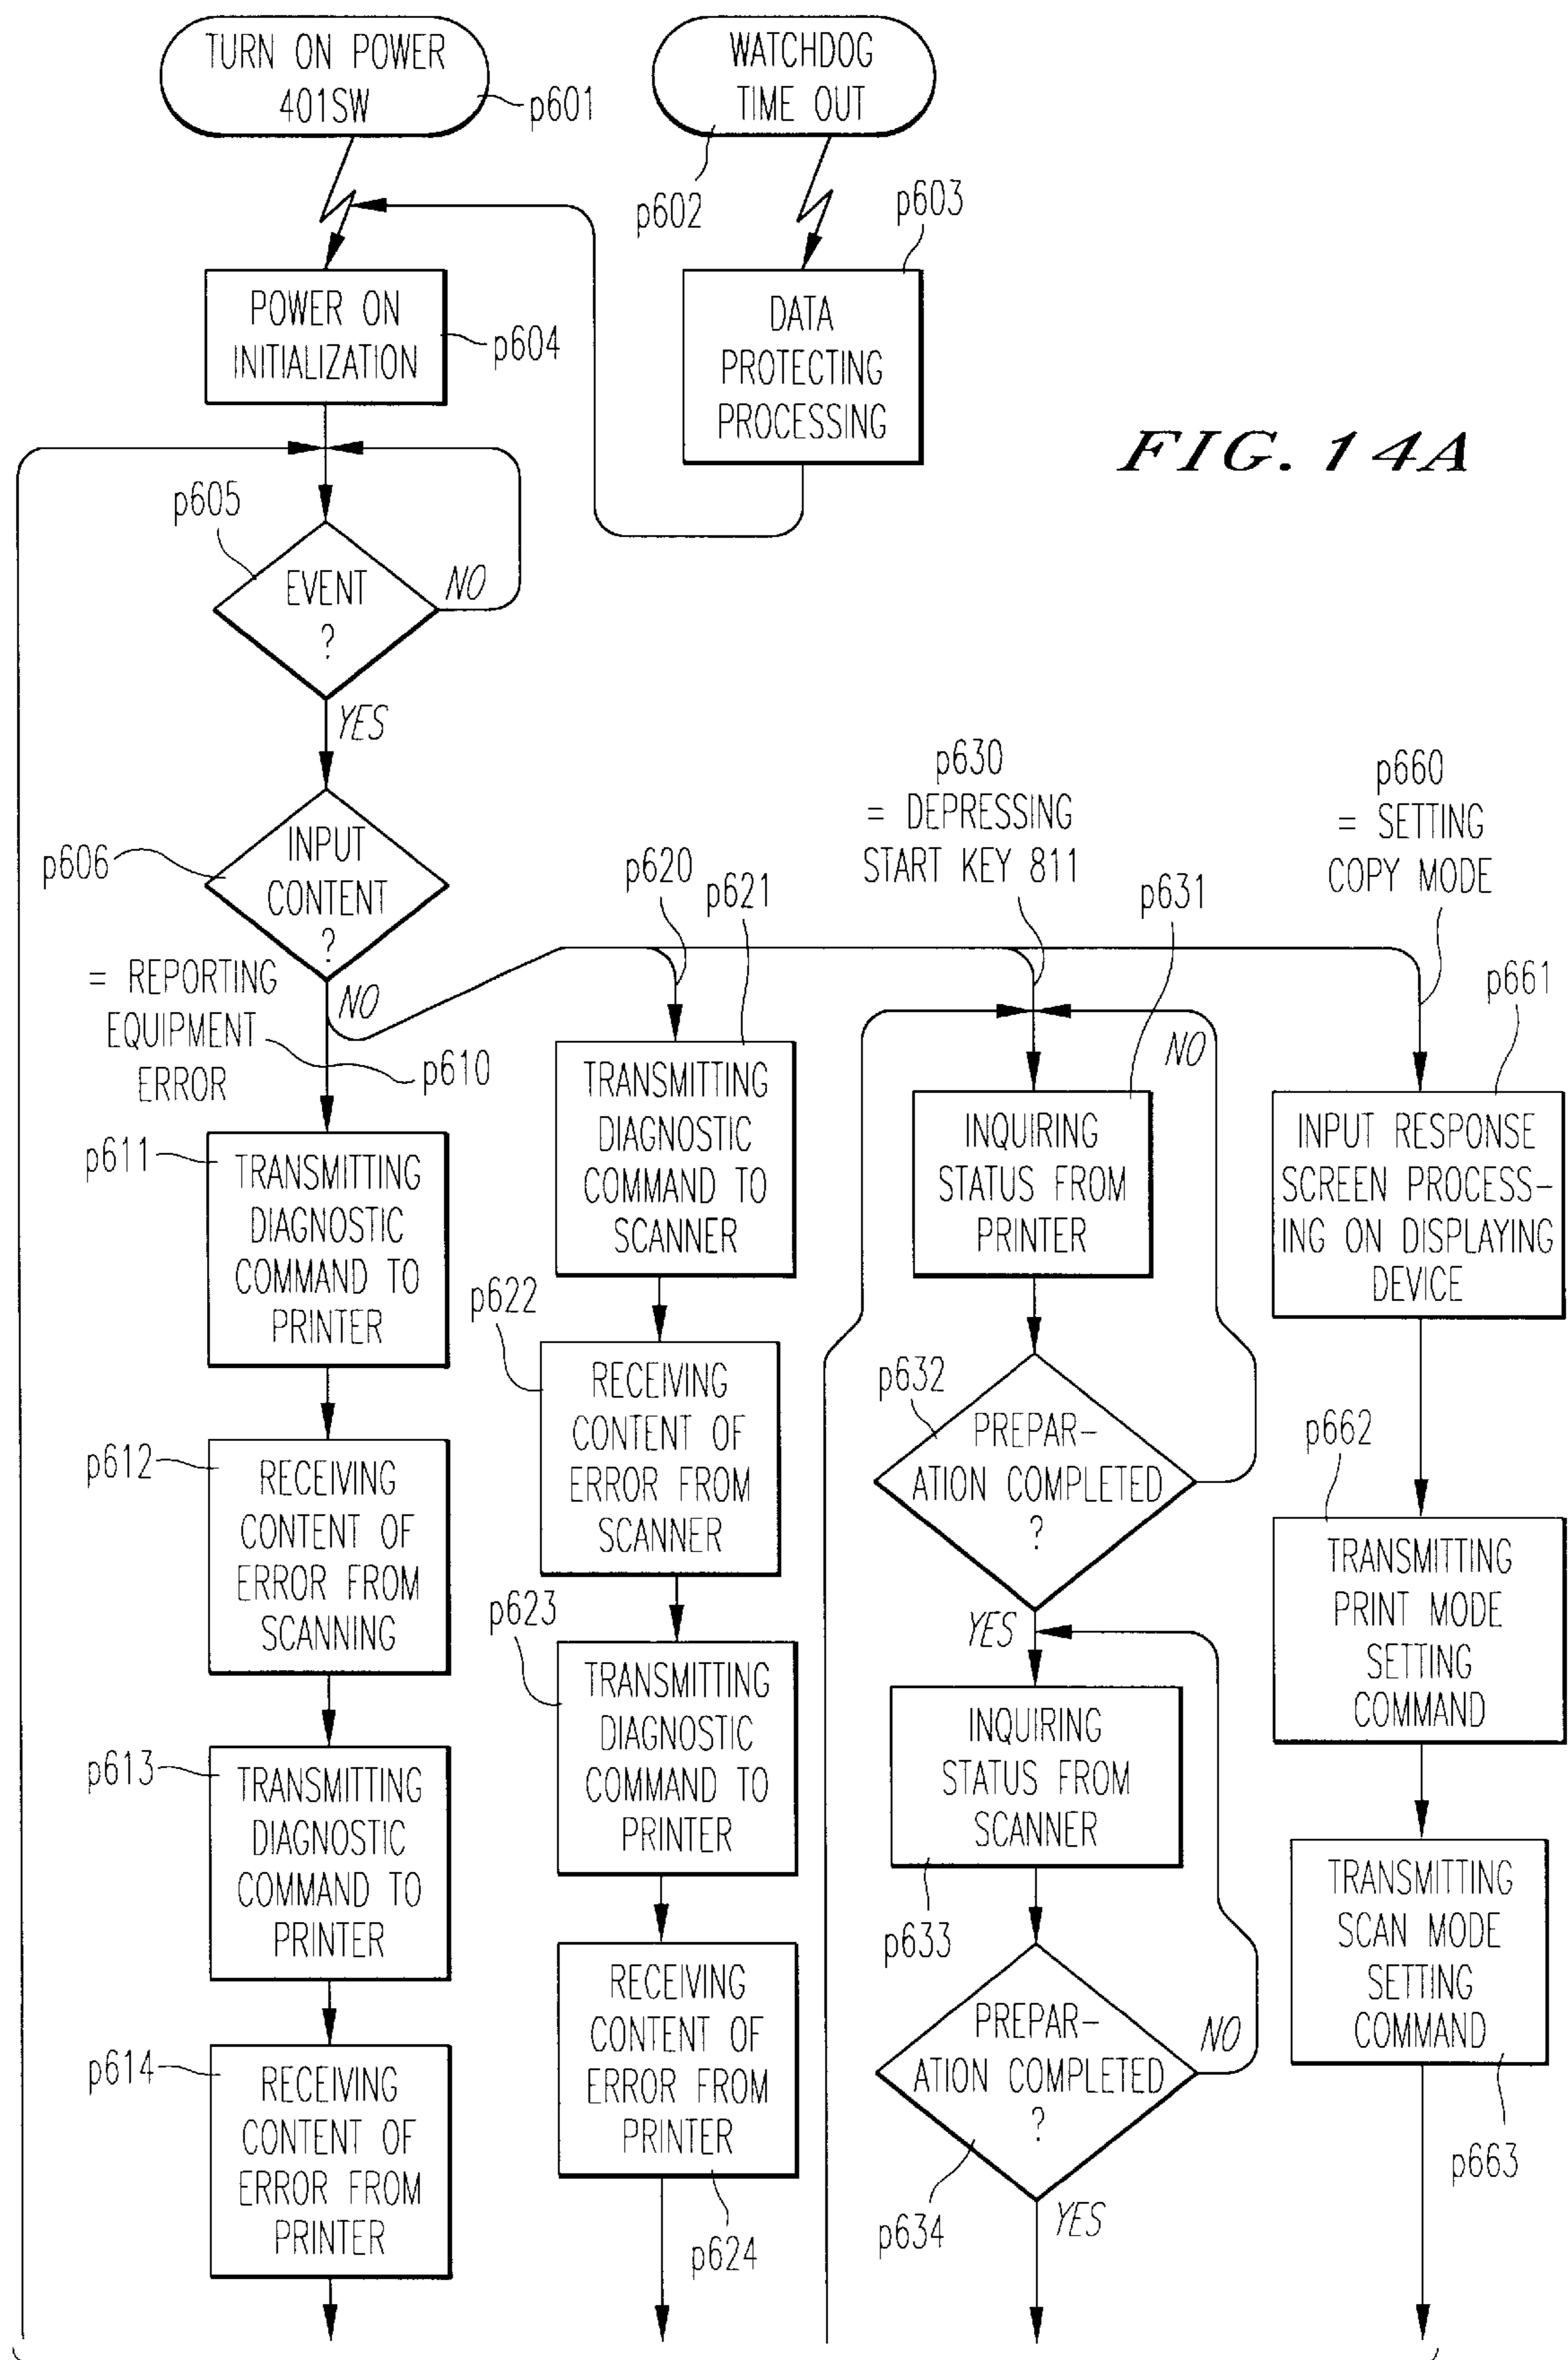 TURN ON POWER
401SW
p601
WATCHDOG
TIME OUT
p602
p603
DATA
PROTECTING
PROCESSING
POWER ON
INITIALIZATION
p604
FIG. 14A
p605
EVENT
?
NO
YES
p606
INPUT
CONTENT
?
NO
= REPORTING
EQUIPMENT
ERROR
p610
p611
TRANSMITTING
DIAGNOSTIC
COMMAND TO
PRINTER
p612
RECEIVING
CONTENT OF
ERROR FROM
SCANNING
p613
TRANSMITTING
DIAGNOSTIC
COMMAND TO
PRINTER
p614
RECEIVING
CONTENT OF
ERROR FROM
PRINTER
p620
p621
TRANSMITTING
DIAGNOSTIC
COMMAND TO
SCANNER
p622
RECEIVING
CONTENT OF
ERROR FROM
SCANNER
p623
TRANSMITTING
DIAGNOSTIC
COMMAND TO
PRINTER
RECEIVING
CONTENT OF
ERROR FROM
PRINTER
p624
p630
= DEPRESSING
START KEY 811
p631
NO
INQUIRING
STATUS FROM
PRINTER
p632
PREPAR-
ATION COMPLETED
?
YES
INQUIRING
STATUS FROM
SCANNER
p633
PREPAR-
ATION COMPLETED
?
NO
p634
YES
p660
= SETTING
COPY MODE
p661
INPUT RESPONSE
SCREEN PROCESS-
ING ON DISPLAYING
DEVICE
p662
TRANSMITTING
PRINT MODE
SETTING
COMMAND
TRANSMITTING
SCAN MODE
SETTING
COMMAND
p663